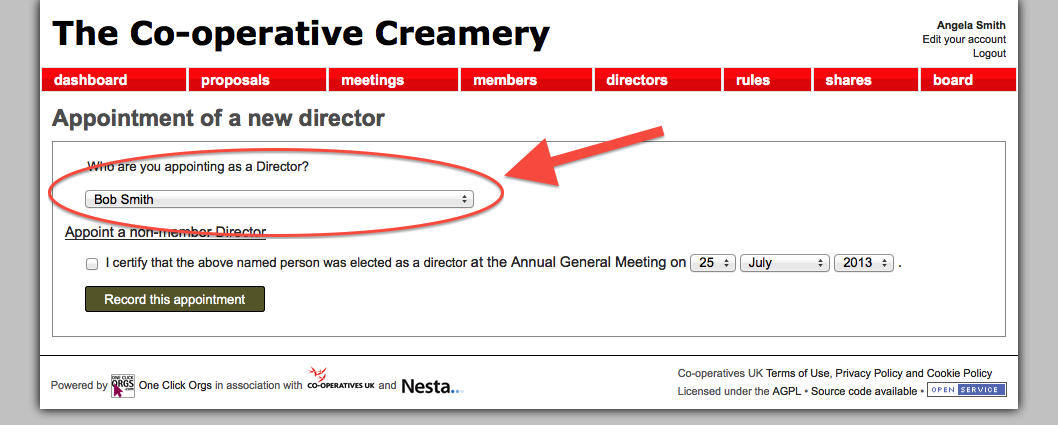 The Co-operative Creamery
Angela Smith
Edit your account
Logout
dashboard proposals meetings members directors rules shares board
Appointment of a new director
Who are you appointing as a Director?
Bob Smith
Appoint a non-member Director
I certify that the above named person was elected as a director at the Annual General Meeting on 25 July 2013 .
Record this appointment
Powered by ONE CLICK ORGS .COM One Click Orgs in association with CO-OPERATIVES UK and Nesta...
Co-operatives UK Terms of Use, Privacy Policy and Cookie Policy
Licensed under the AGPL • Source code available • OPEN SERVICE